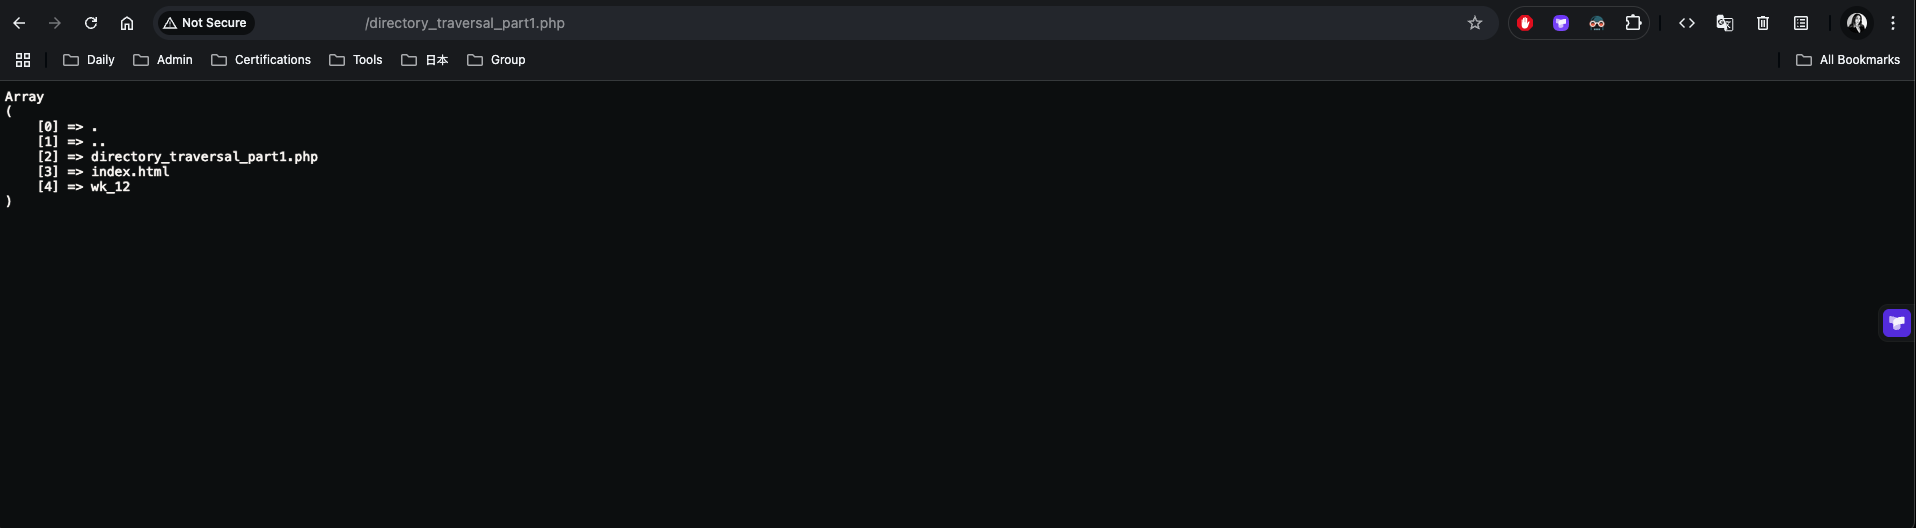 Not Secure /directory_traversal_part1.php
Daily Admin Certifications Tools 日本 Group All Bookmarks
Array
(
    [0] => .
    [1] => ..
    [2] => directory_traversal_part1.php
    [3] => index.html
    [4] => wk_12
)